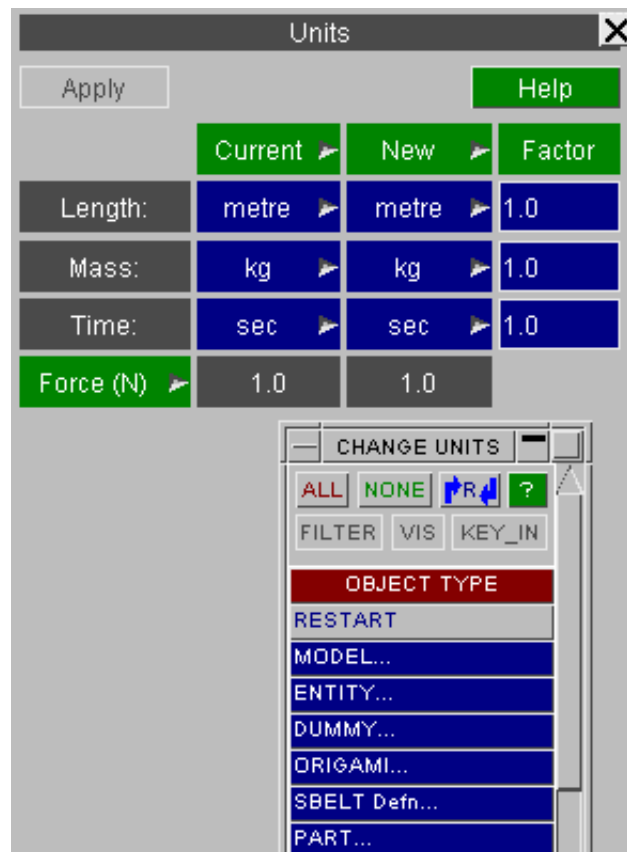 Units
Apply Help
Current New Factor
Length: metre metre 1.0
Mass: kg kg 1.0
Time: sec sec 1.0
Force (N) 1.0 1.0
CHANGE UNITS
ALL NONE R ?
FILTER VIS KEY_IN
OBJECT TYPE
RESTART
MODEL...
ENTITY...
DUMMY...
ORIGAMI...
SBELT Defn...
PART...